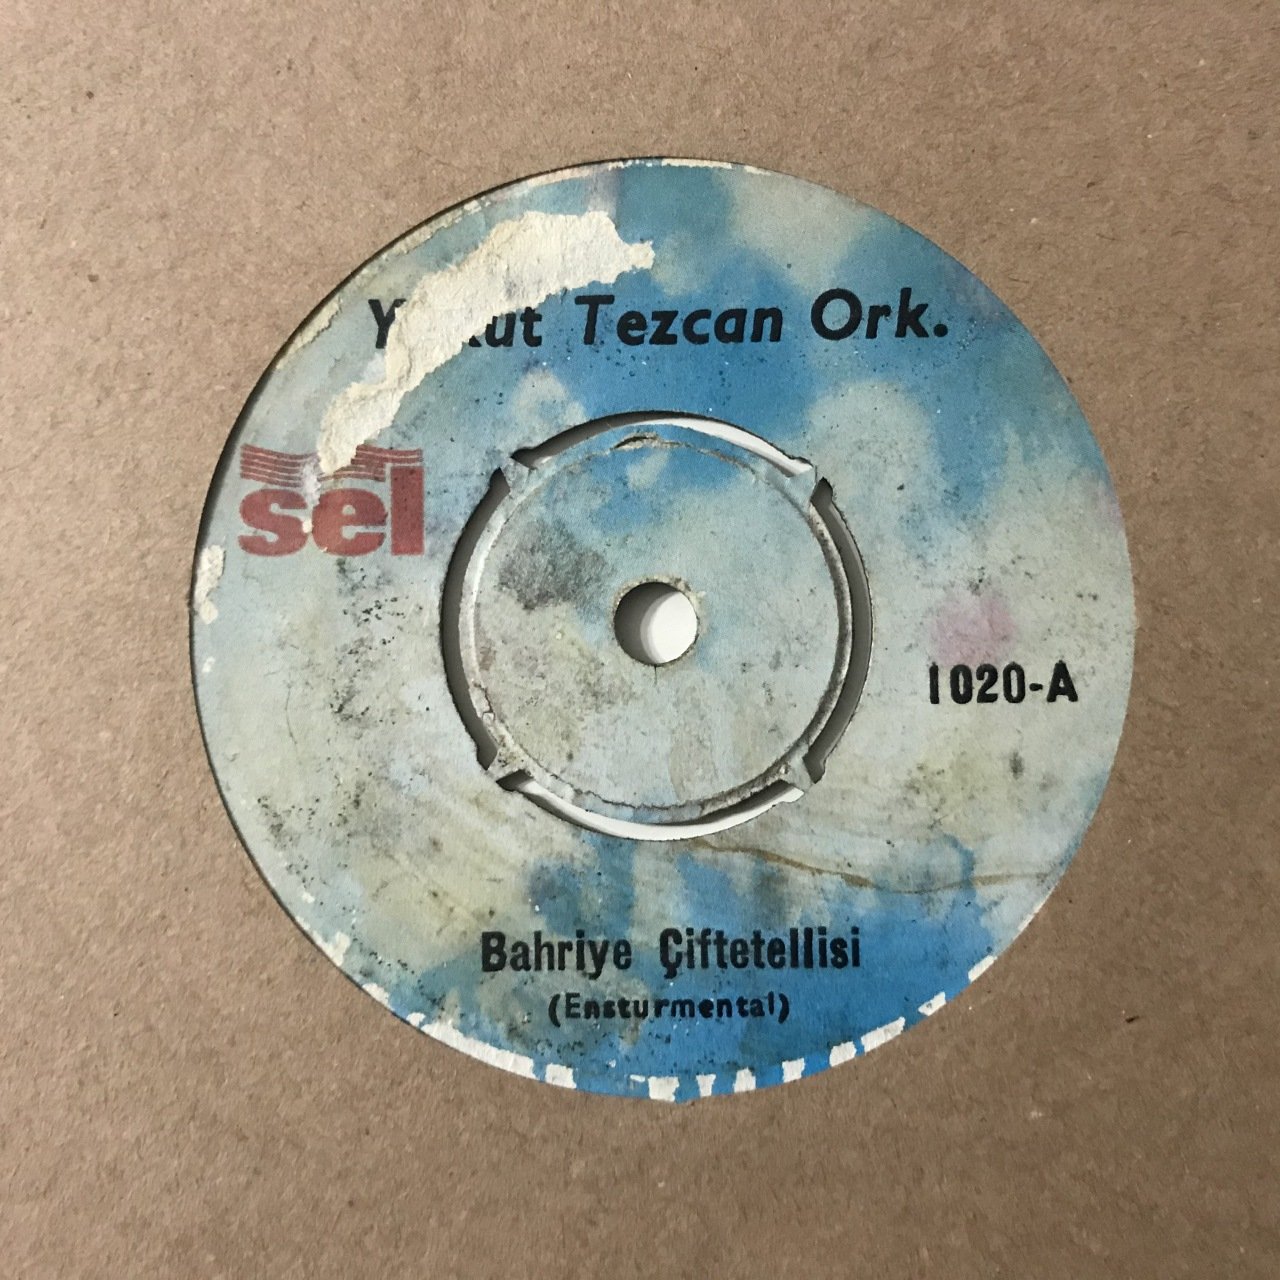 Tezcan Ork.
sel
1020-A
Bahriye Çiftetellisi
(Ensturmental)